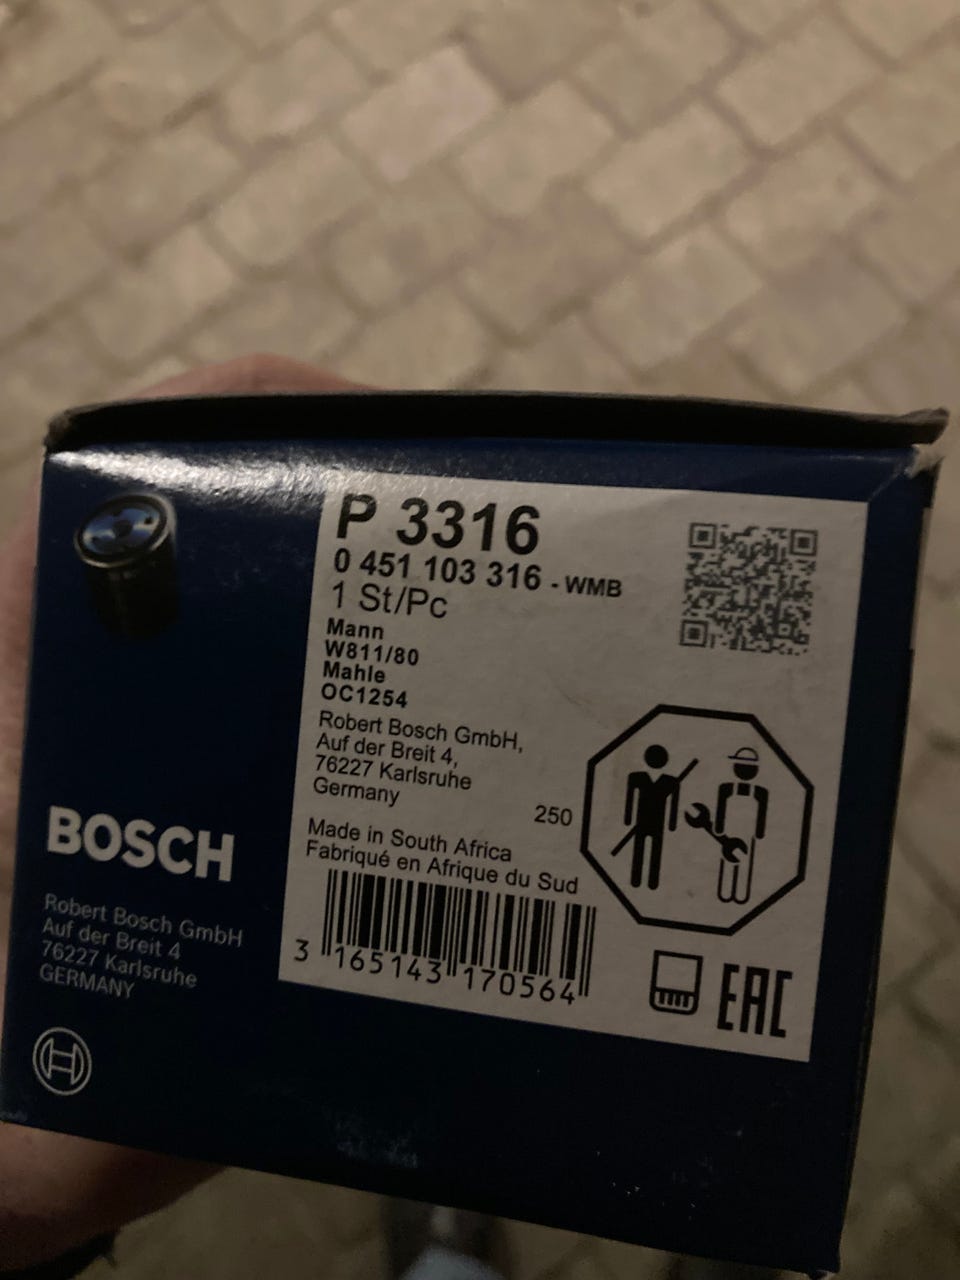 P 3316
0 451 103 316 - WMB
1 St/Pc
Mann
W811/80
Mahle
OC1254
Robert Bosch GmbH,
Auf der Breit 4,
76227 Karlsruhe
Germany
250
Made in South Africa
Fabriqué en Afrique du Sud
3 165143 170564
EAC
BOSCH
Robert Bosch GmbH
Auf der Breit 4
76227 Karlsruhe
GERMANY